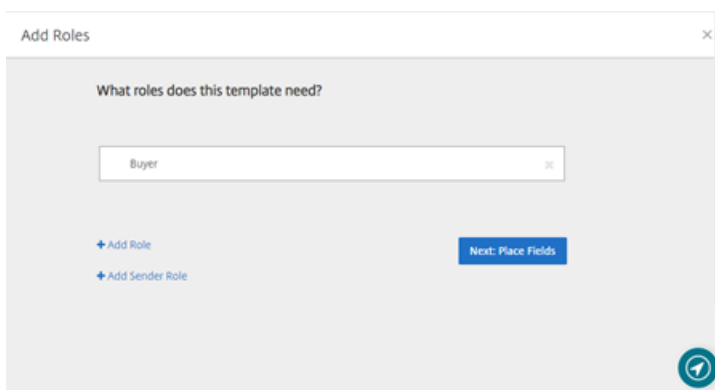 Add Roles
What roles does this template need?
Buyer
+ Add Role
Next: Place Fields
+ Add Sender Role